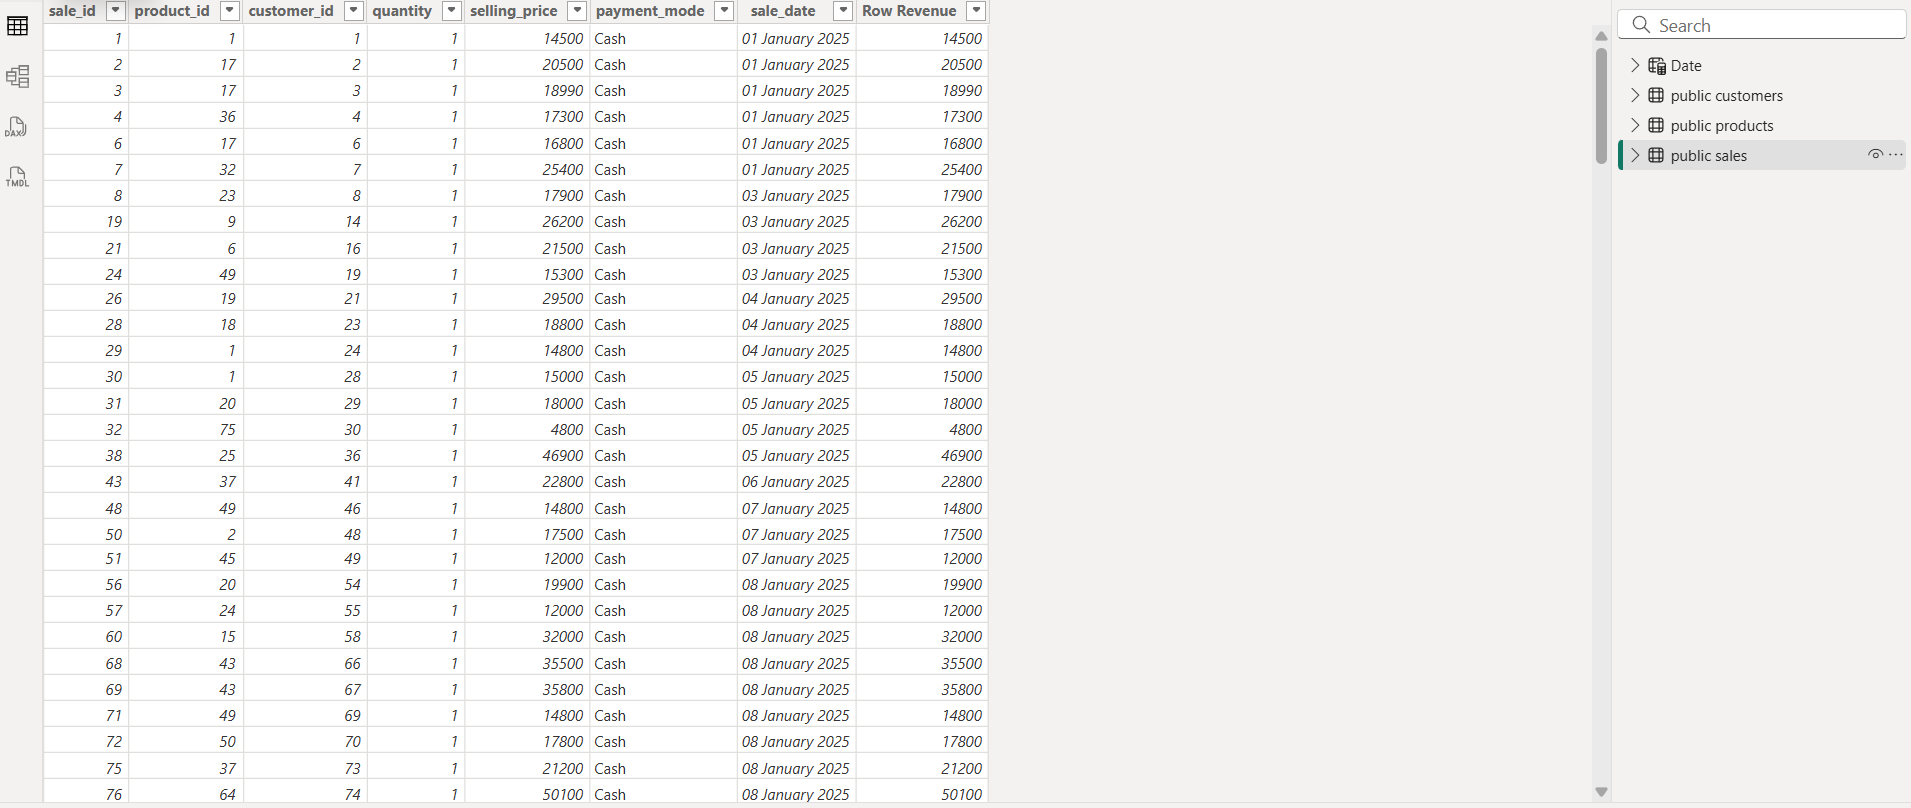 sale_id product_id customer_id quantity selling_price payment_mode sale_date Row Revenue
1 1 1 1 14500 Cash 01 January 2025 14500
2 17 2 1 20500 Cash 01 January 2025 20500
3 17 3 1 18990 Cash 01 January 2025 18990
4 36 4 1 17300 Cash 01 January 2025 17300
6 17 6 1 16800 Cash 01 January 2025 16800
7 32 7 1 25400 Cash 01 January 2025 25400
8 23 8 1 17900 Cash 03 January 2025 17900
19 9 14 1 26200 Cash 03 January 2025 26200
21 6 16 1 21500 Cash 03 January 2025 21500
24 49 19 1 15300 Cash 03 January 2025 15300
26 19 21 1 29500 Cash 04 January 2025 29500
28 18 23 1 18800 Cash 04 January 2025 18800
29 1 24 1 14800 Cash 04 January 2025 14800
30 1 28 1 15000 Cash 05 January 2025 15000
31 20 29 1 18000 Cash 05 January 2025 18000
32 75 30 1 4800 Cash 05 January 2025 4800
38 25 36 1 46900 Cash 05 January 2025 46900
43 37 41 1 22800 Cash 06 January 2025 22800
48 49 46 1 14800 Cash 07 January 2025 14800
50 2 48 1 17500 Cash 07 January 2025 17500
51 45 49 1 12000 Cash 07 January 2025 12000
56 20 54 1 19900 Cash 08 January 2025 19900
57 24 55 1 12000 Cash 08 January 2025 12000
60 15 58 1 32000 Cash 08 January 2025 32000
68 43 66 1 35500 Cash 08 January 2025 35500
69 43 67 1 35800 Cash 08 January 2025 35800
71 49 69 1 14800 Cash 08 January 2025 14800
72 50 70 1 17800 Cash 08 January 2025 17800
75 37 73 1 21200 Cash 08 January 2025 21200
76 64 74 1 50100 Cash 08 January 2025 50100
DAX
TMDL
Search
Date
public customers
public products
public sales